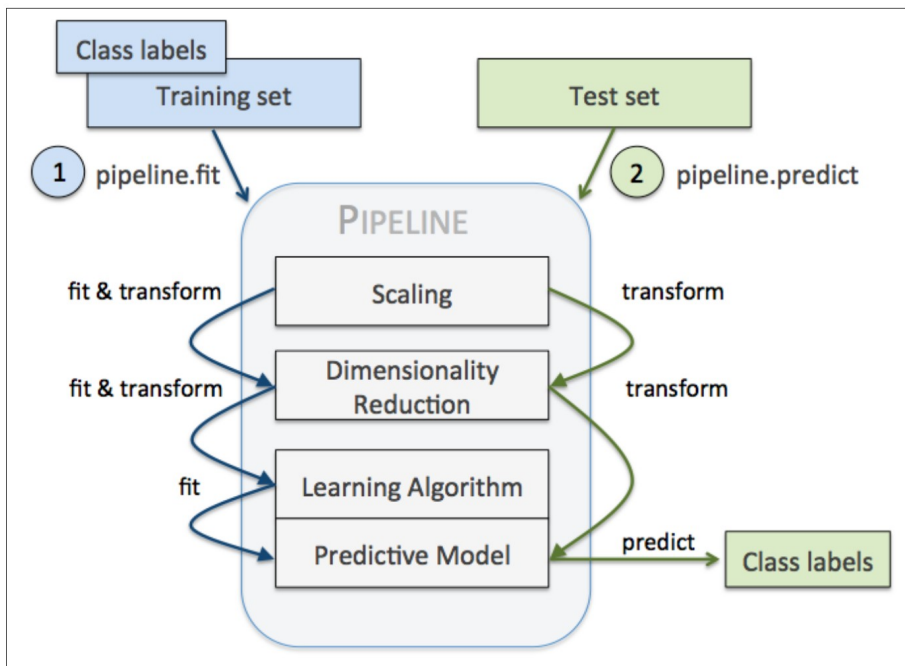 Class labels
Training set
Test set
1 pipeline.fit
2 pipeline.predict
PIPELINE
fit & transform
Scaling
transform
fit & transform
Dimensionality
Reduction
transform
fit
Learning Algorithm
Predictive Model
predict
Class labels